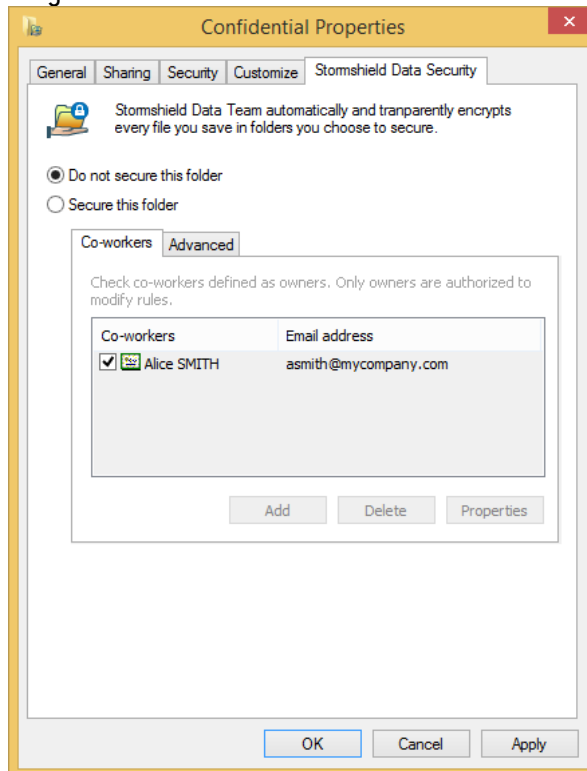 Confidential Properties
General Sharing Security Customize Stormshield Data Security
Stormshield Data Team automatically and tranparently encrypts
every file you save in folders you choose to secure.
Do not secure this folder
Secure this folder
Co-workers Advanced
Check co-workers defined as owners. Only owners are authorized to
modify rules.
Co-workers Email address
Alice SMITH asmith@mycompany.com
Add Delete Properties
OK Cancel Apply